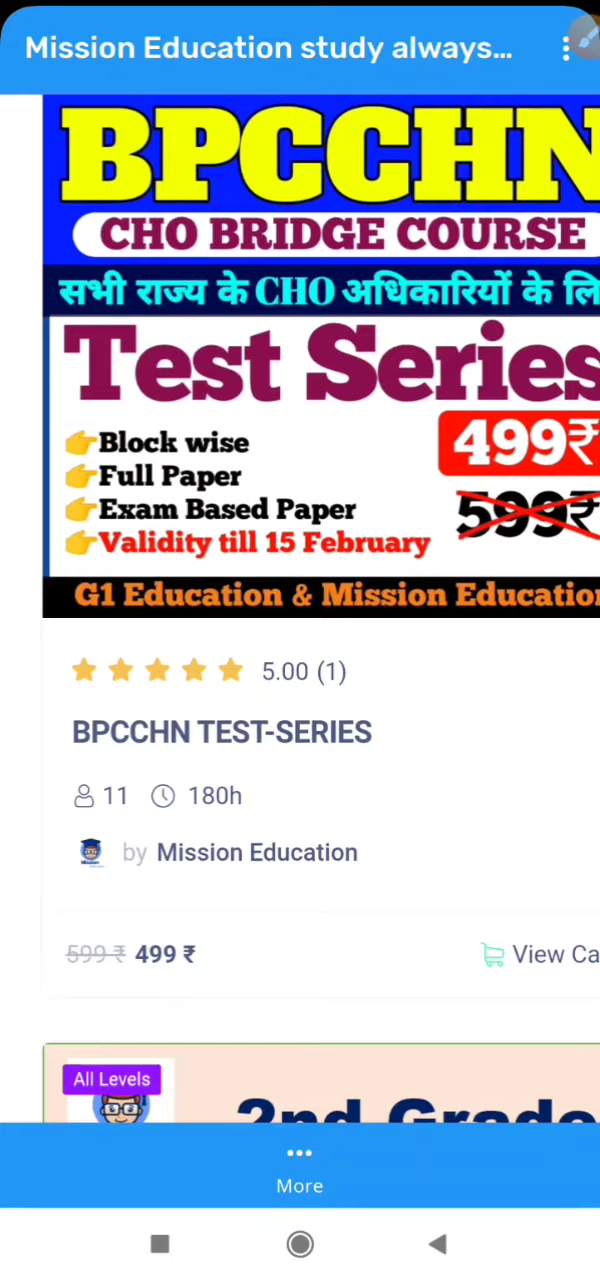 Mission Education study always...
BPCCHN
CHO BRIDGE COURSE
सभी राज्य के CHO अधिकारियों के लि
Test Series
👉Block wise
👉Full Paper
👉Exam Based Paper
👉Validity till 15 February
499₹
599₹
G1 Education & Mission Education
5.00 (1)
BPCCHN TEST-SERIES
11 180h
by Mission Education
599 ₹ 499 ₹
View Ca
All Levels
2nd Grade
More